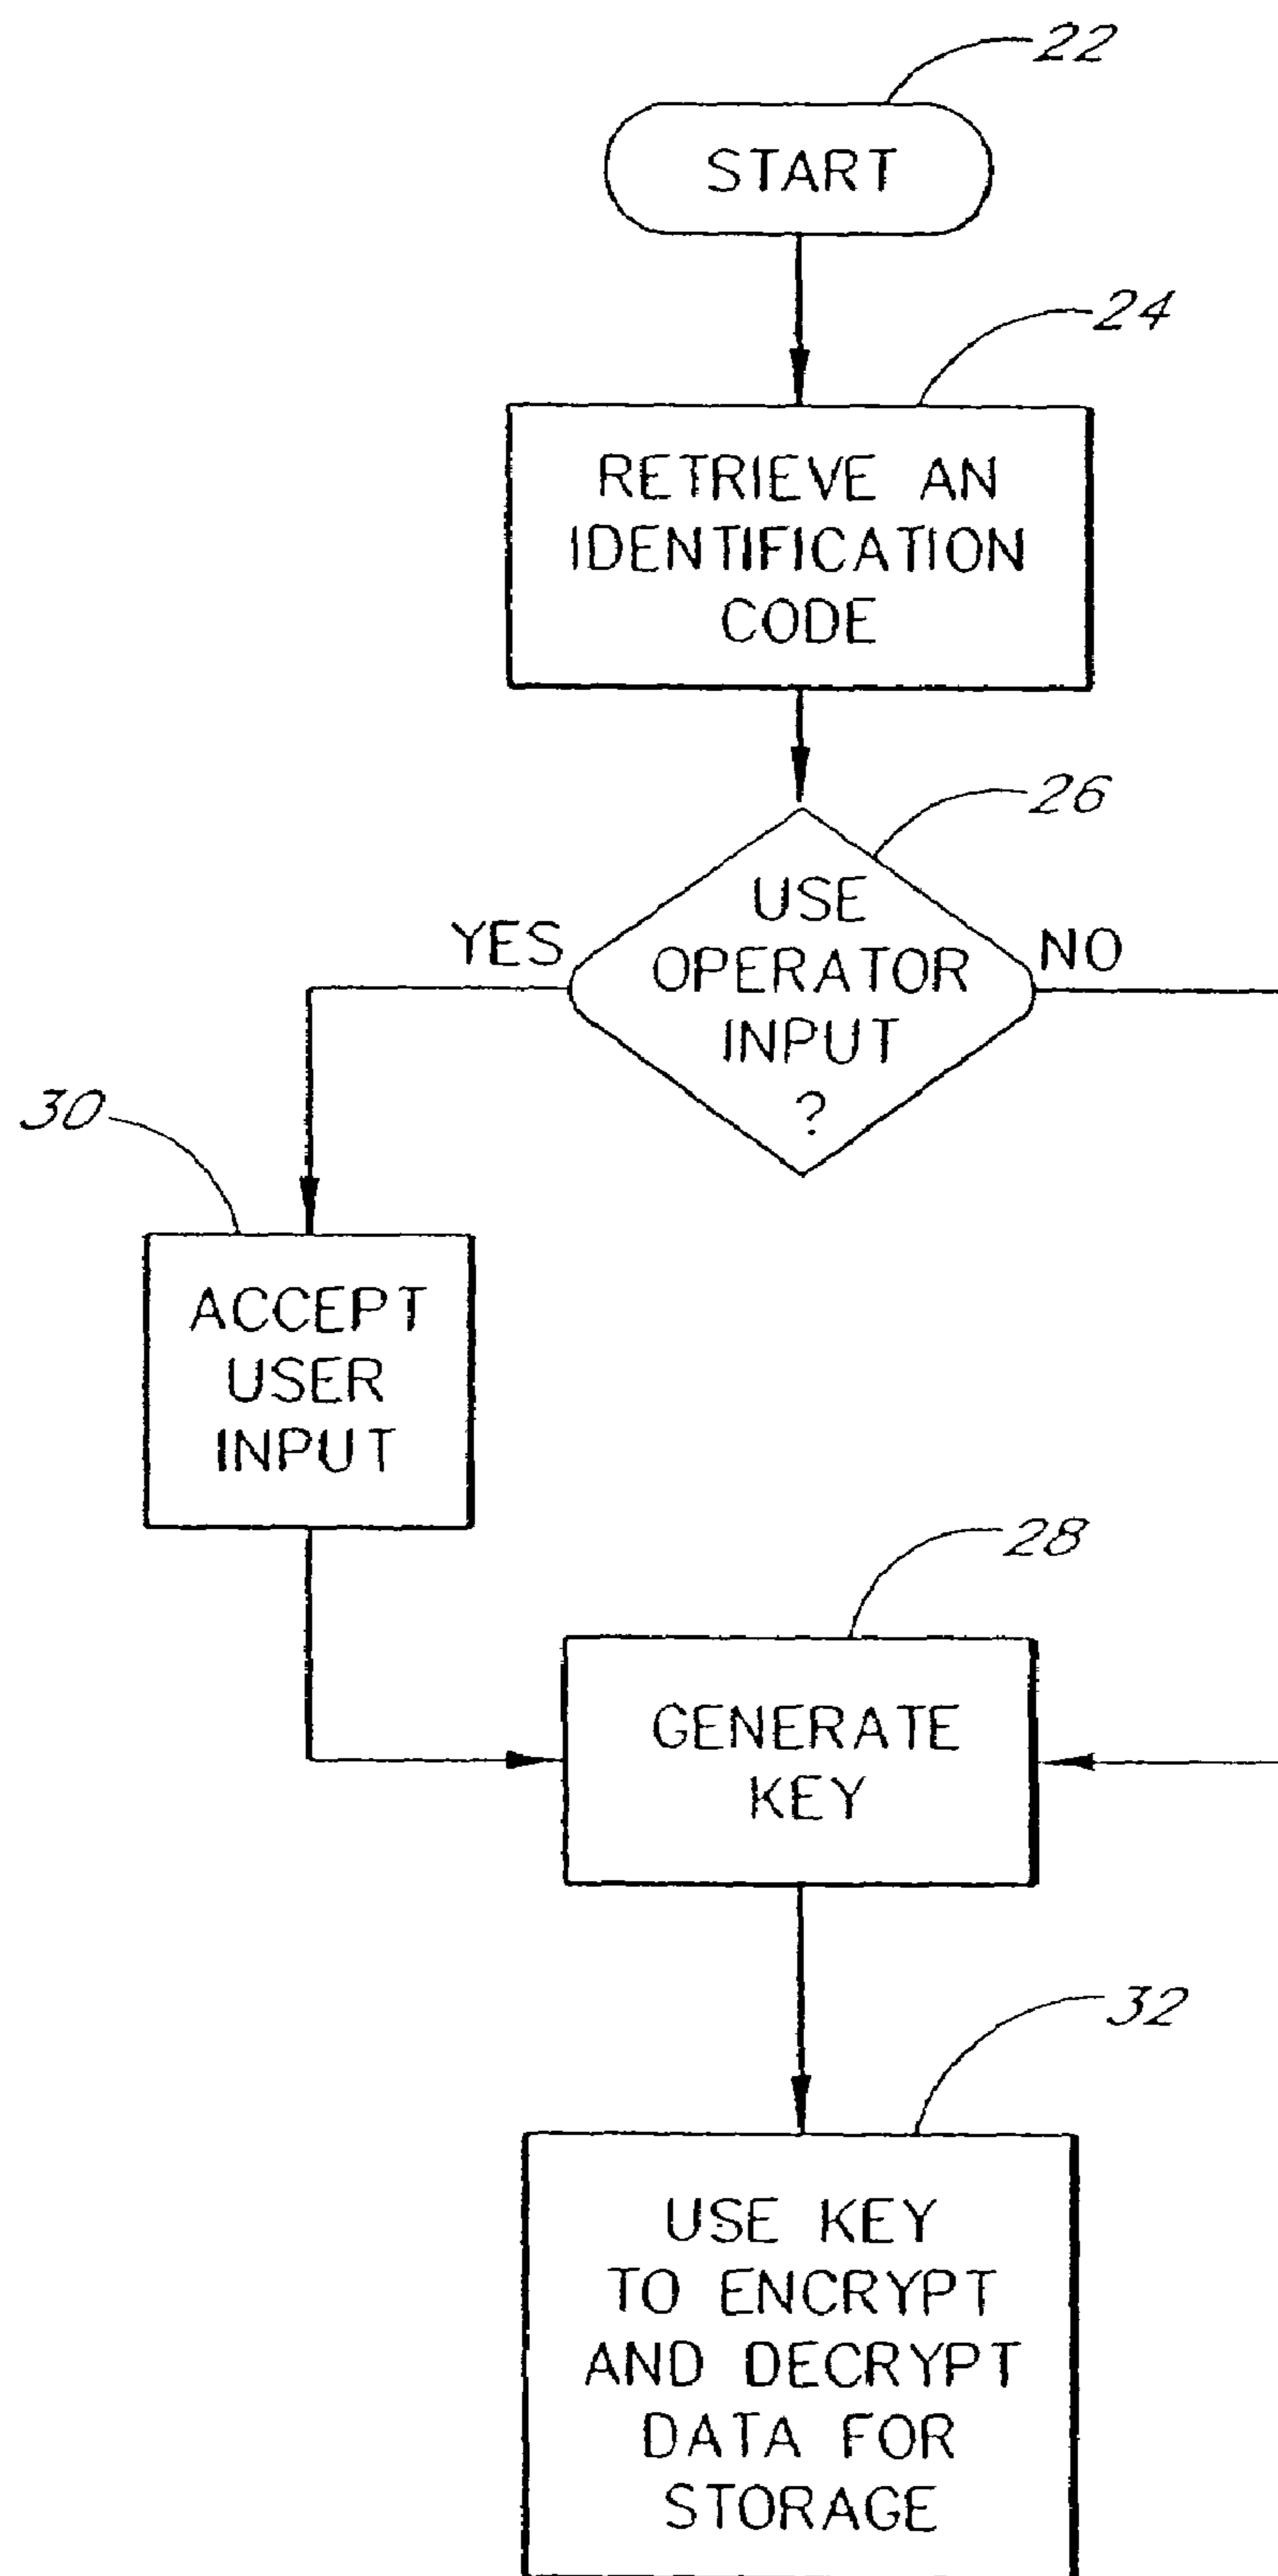 22
START
24
RETRIEVE AN
IDENTIFICATION
CODE
26
USE
OPERATOR
INPUT
?
YES
NO
30
ACCEPT
USER
INPUT
28
GENERATE
KEY
32
USE KEY
TO ENCRYPT
AND DECRYPT
DATA FOR
STORAGE